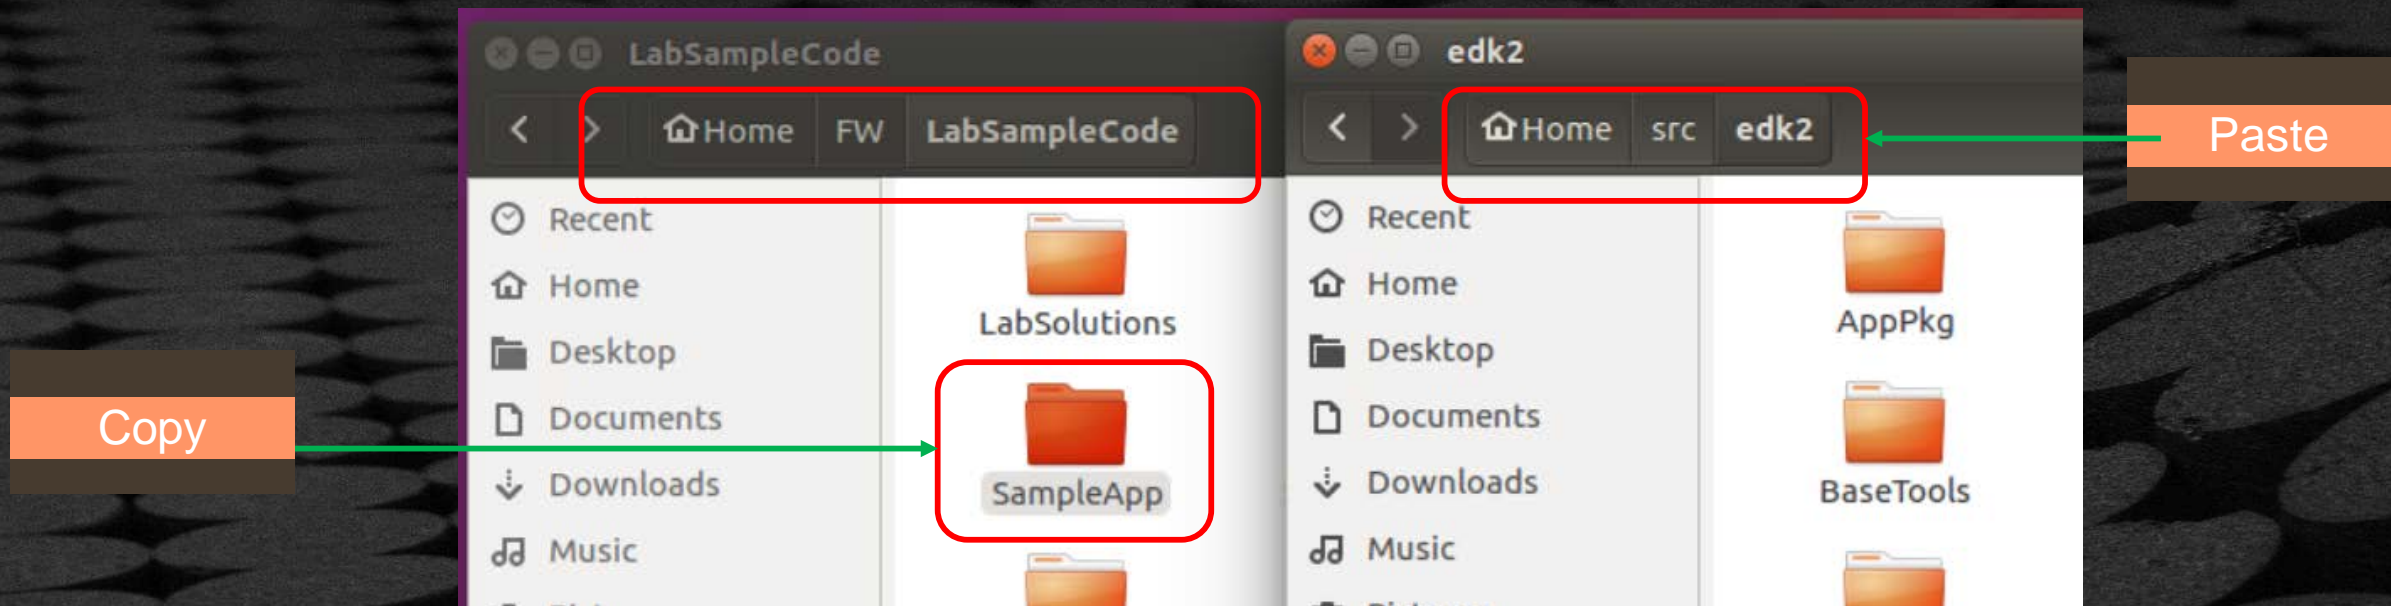 LabSampleCode
Home FW LabSampleCode
Recent
Home
Desktop
Documents
Downloads
Music
LabSolutions
SampleApp
edk2
Home src edk2
Recent
Home
Desktop
Documents
Downloads
Music
AppPkg
BaseTools
Copy
Paste